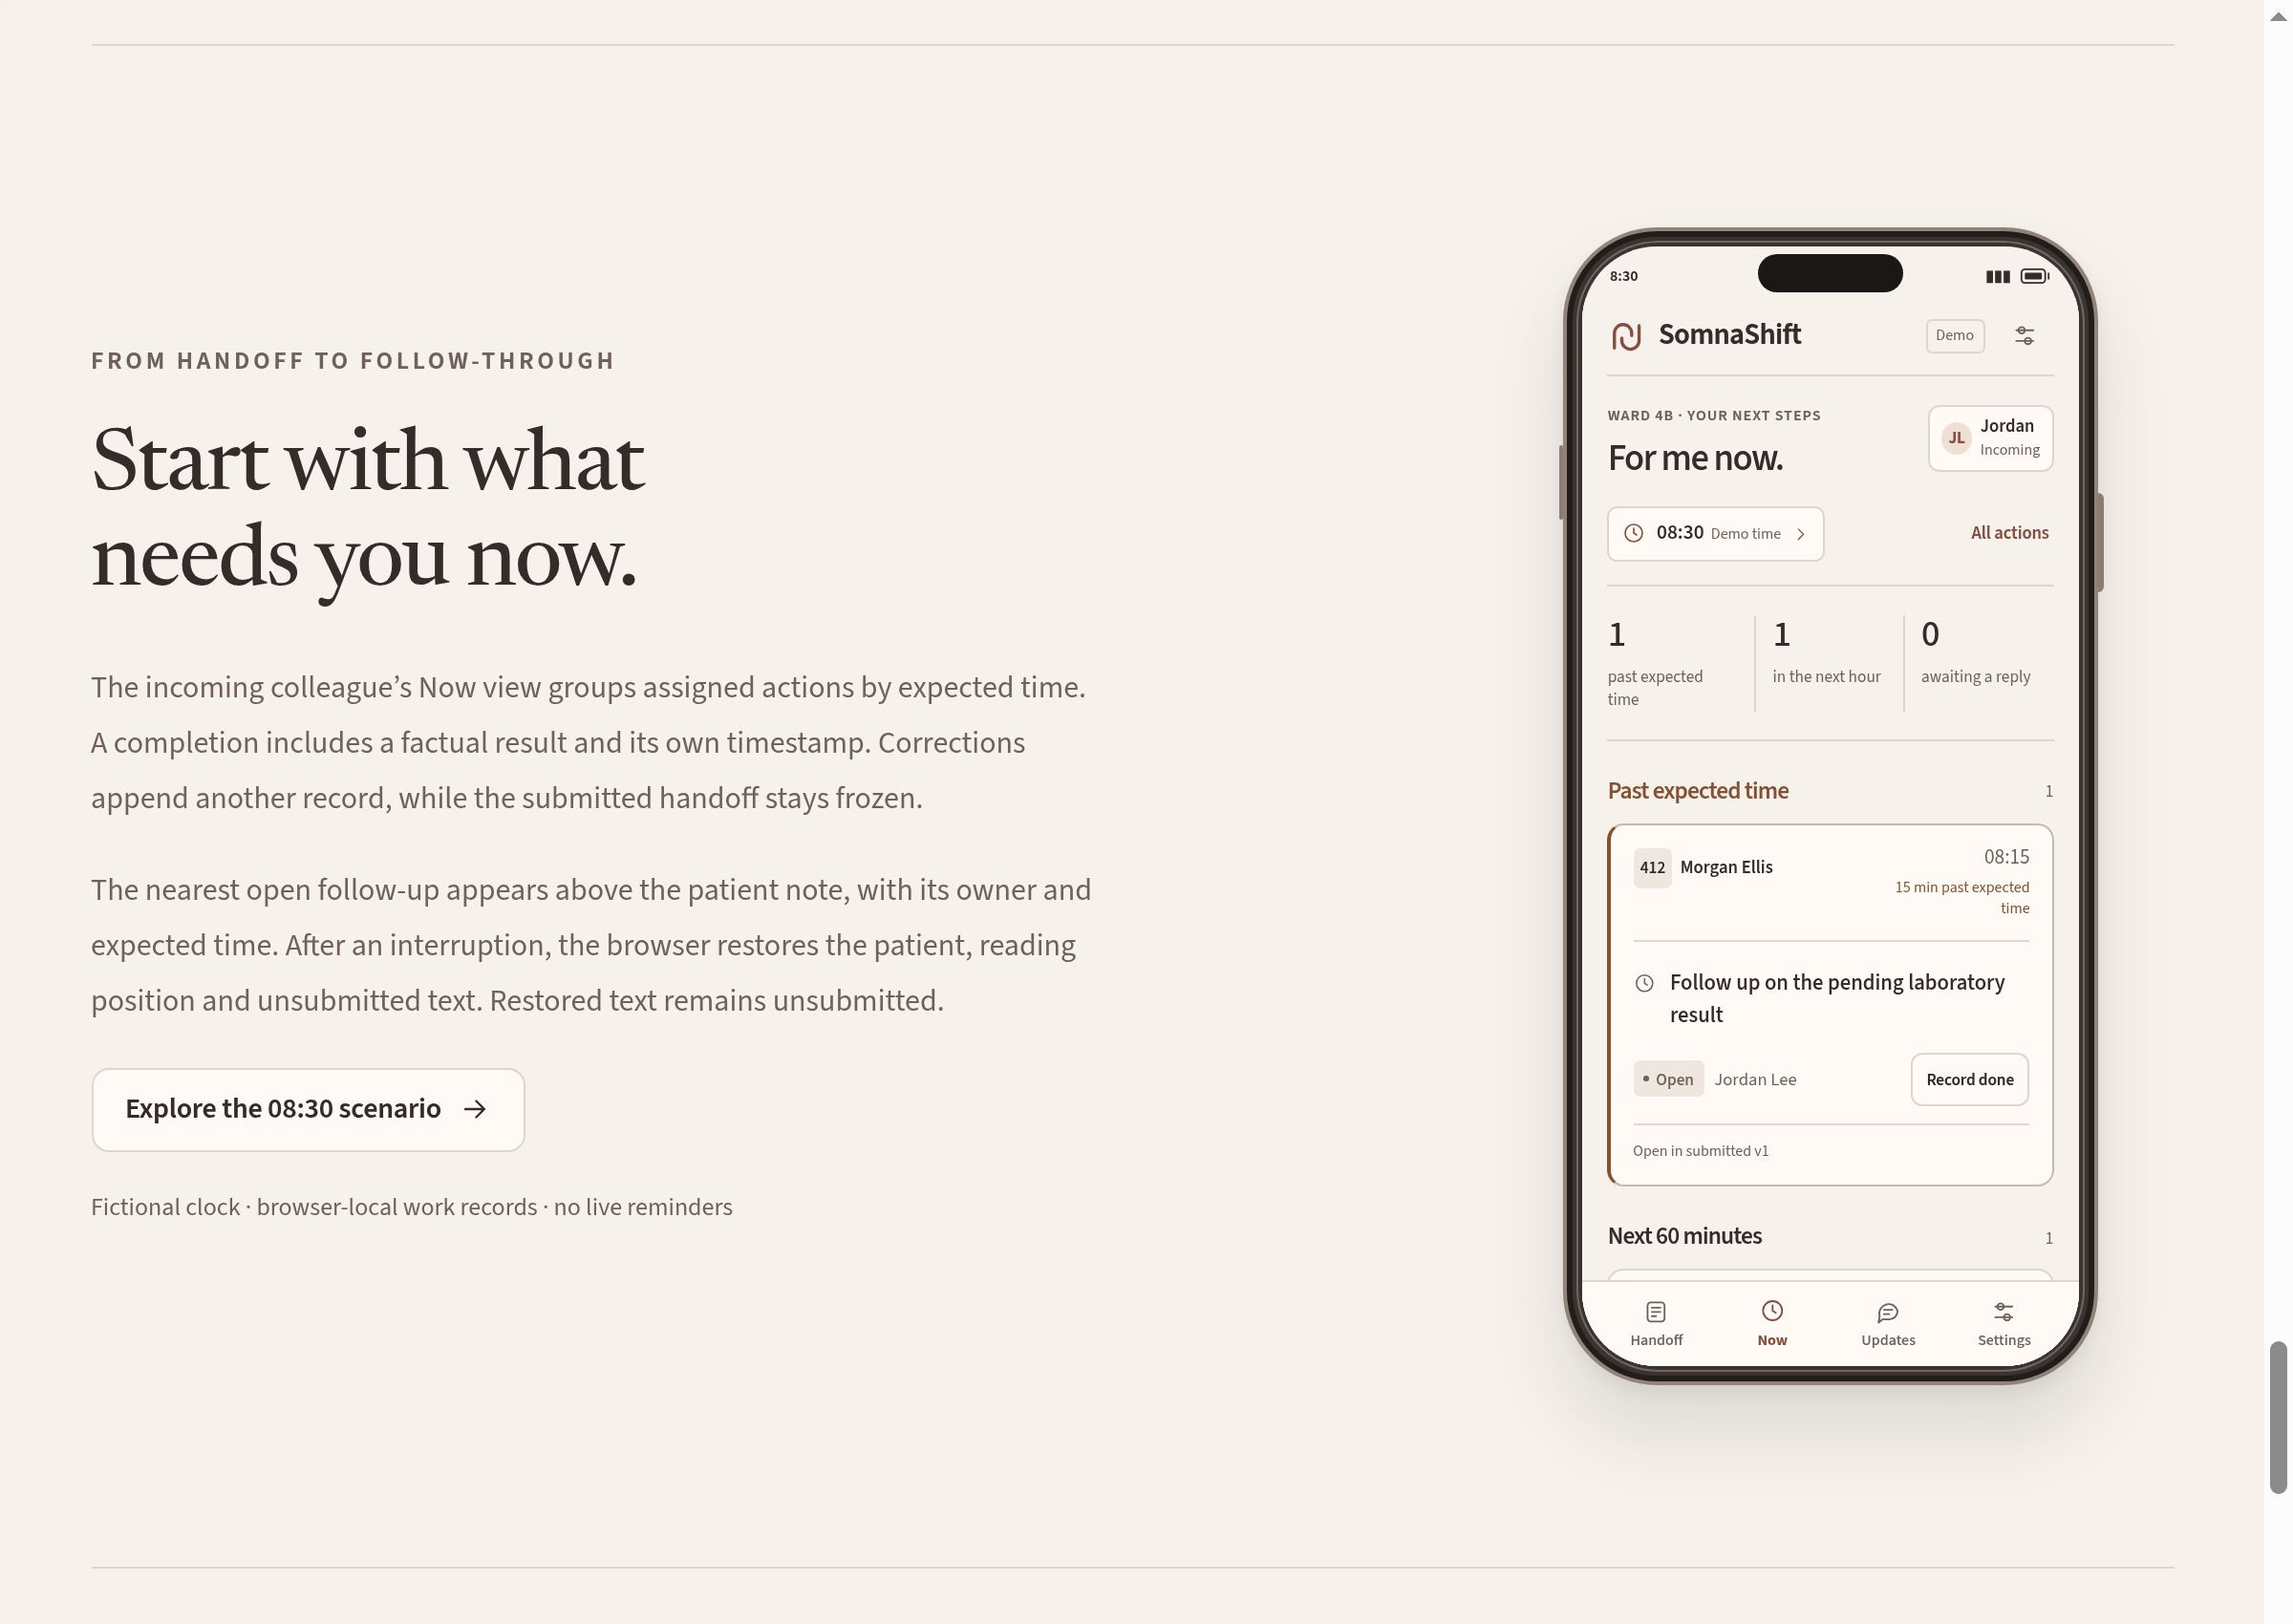 FROM HANDOFF TO FOLLOW-THROUGH
Start with what
needs you now.
The incoming colleague’s Now view groups assigned actions by expected time.
A completion includes a factual result and its own timestamp. Corrections
append another record, while the submitted handoff stays frozen.
The nearest open follow-up appears above the patient note, with its owner and
expected time. After an interruption, the browser restores the patient, reading
position and unsubmitted text. Restored text remains unsubmitted.
Explore the 08:30 scenario
Fictional clock · browser-local work records · no live reminders
8:30
SomnaShift
Demo
WARD 4B · YOUR NEXT STEPS
For me now.
JL
Jordan
Incoming
08:30 Demo time
All actions
1
past expected
time
1
in the next hour
0
awaiting a reply
Past expected time
1
412
Morgan Ellis
08:15
15 min past expected
time
Follow up on the pending laboratory
result
Open
Jordan Lee
Record done
Open in submitted v1
Next 60 minutes
1
Handoff
Now
Updates
Settings